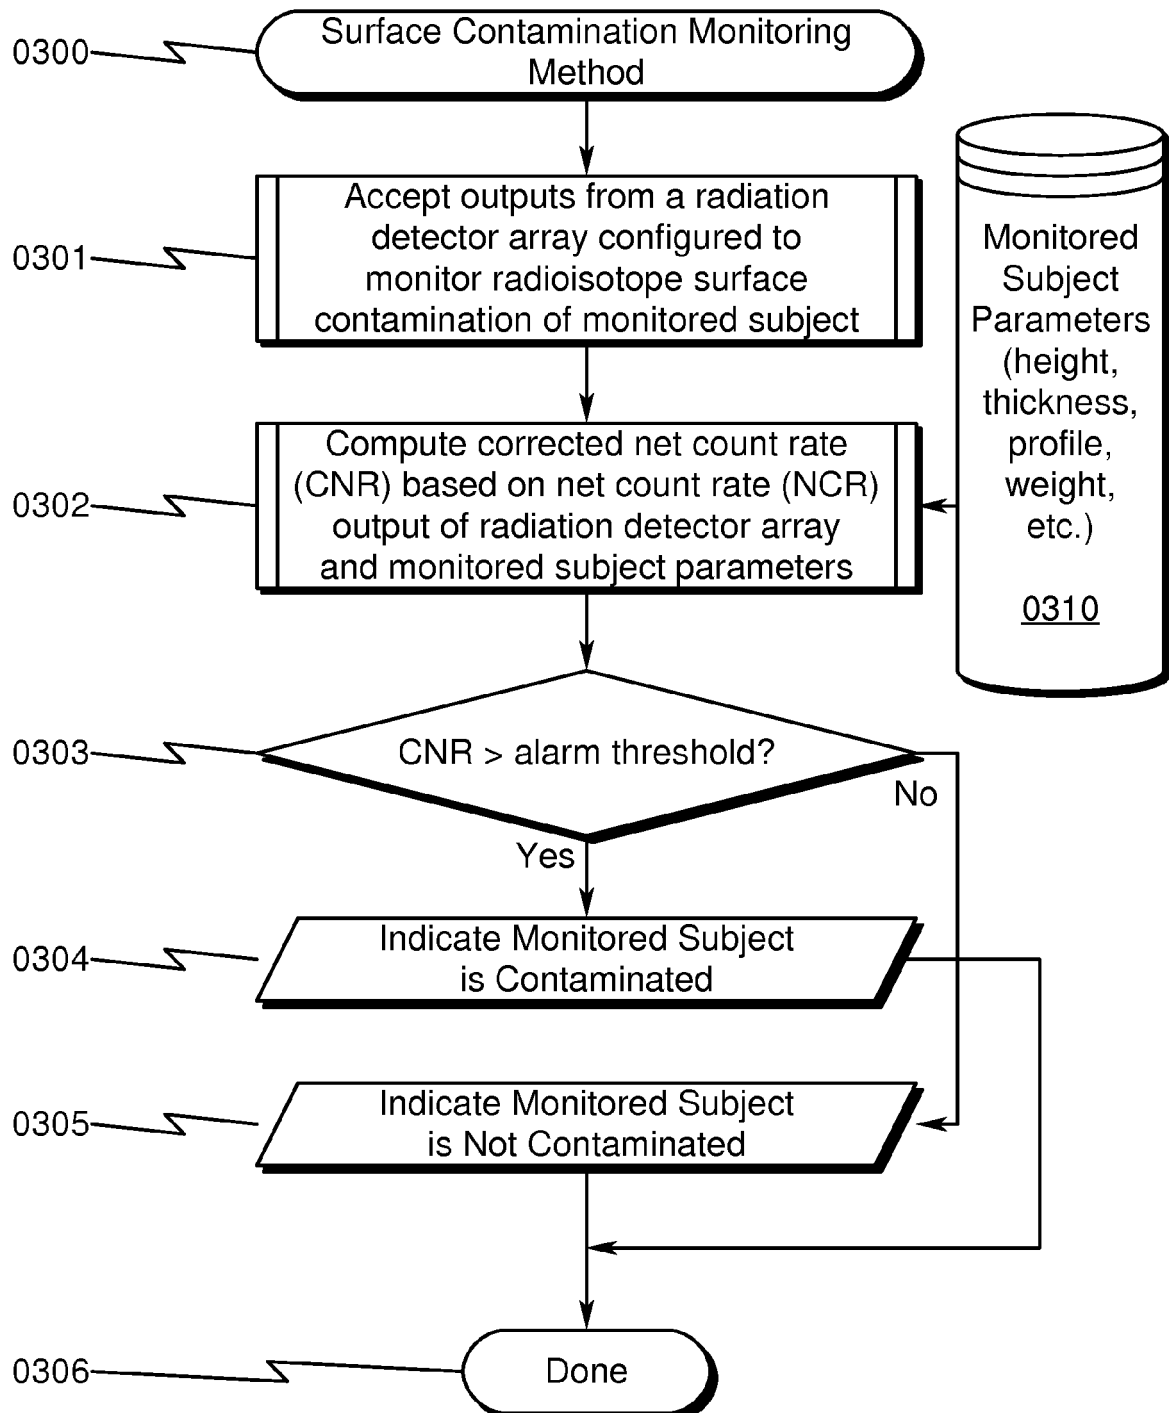 0300
Surface Contamination Monitoring
Method
0301
Accept outputs from a radiation
detector array configured to
monitor radioisotope surface
contamination of monitored subject
Monitored
Subject
Parameters
(height,
thickness,
profile,
weight,
etc.)
0310
0302
Compute corrected net count rate
(CNR) based on net count rate (NCR)
output of radiation detector array
and monitored subject parameters
0303
CNR > alarm threshold?
No
Yes
0304
Indicate Monitored Subject
is Contaminated
0305
Indicate Monitored Subject
is Not Contaminated
0306
Done